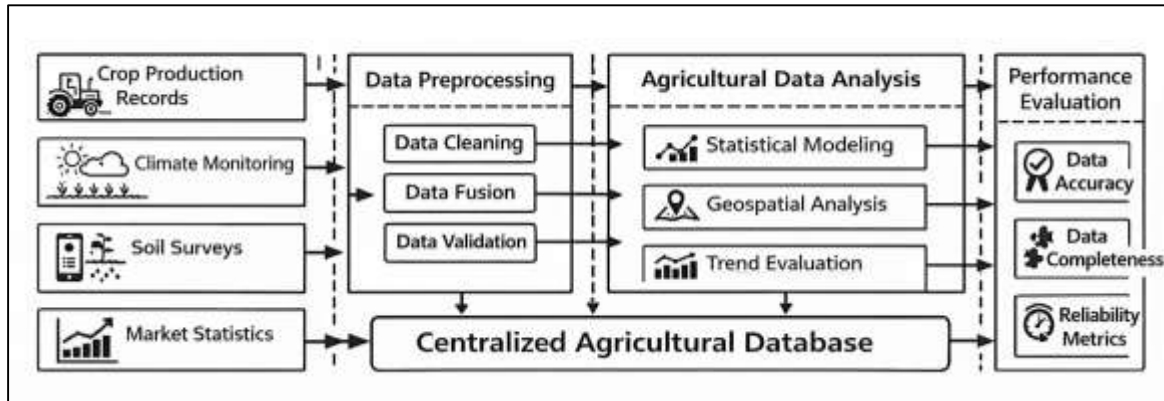 Crop Production
Records
Climate Monitoring
Soil Surveys
Market Statistics
Data Preprocessing
Data Cleaning
Data Fusion
Data Validation
Agricultural Data Analysis
Statistical Modeling
Geospatial Analysis
Trend Evaluation
Centralized Agricultural Database
Performance
Evaluation
Data
Accuracy
Data
Completeness
Reliability
Metrics